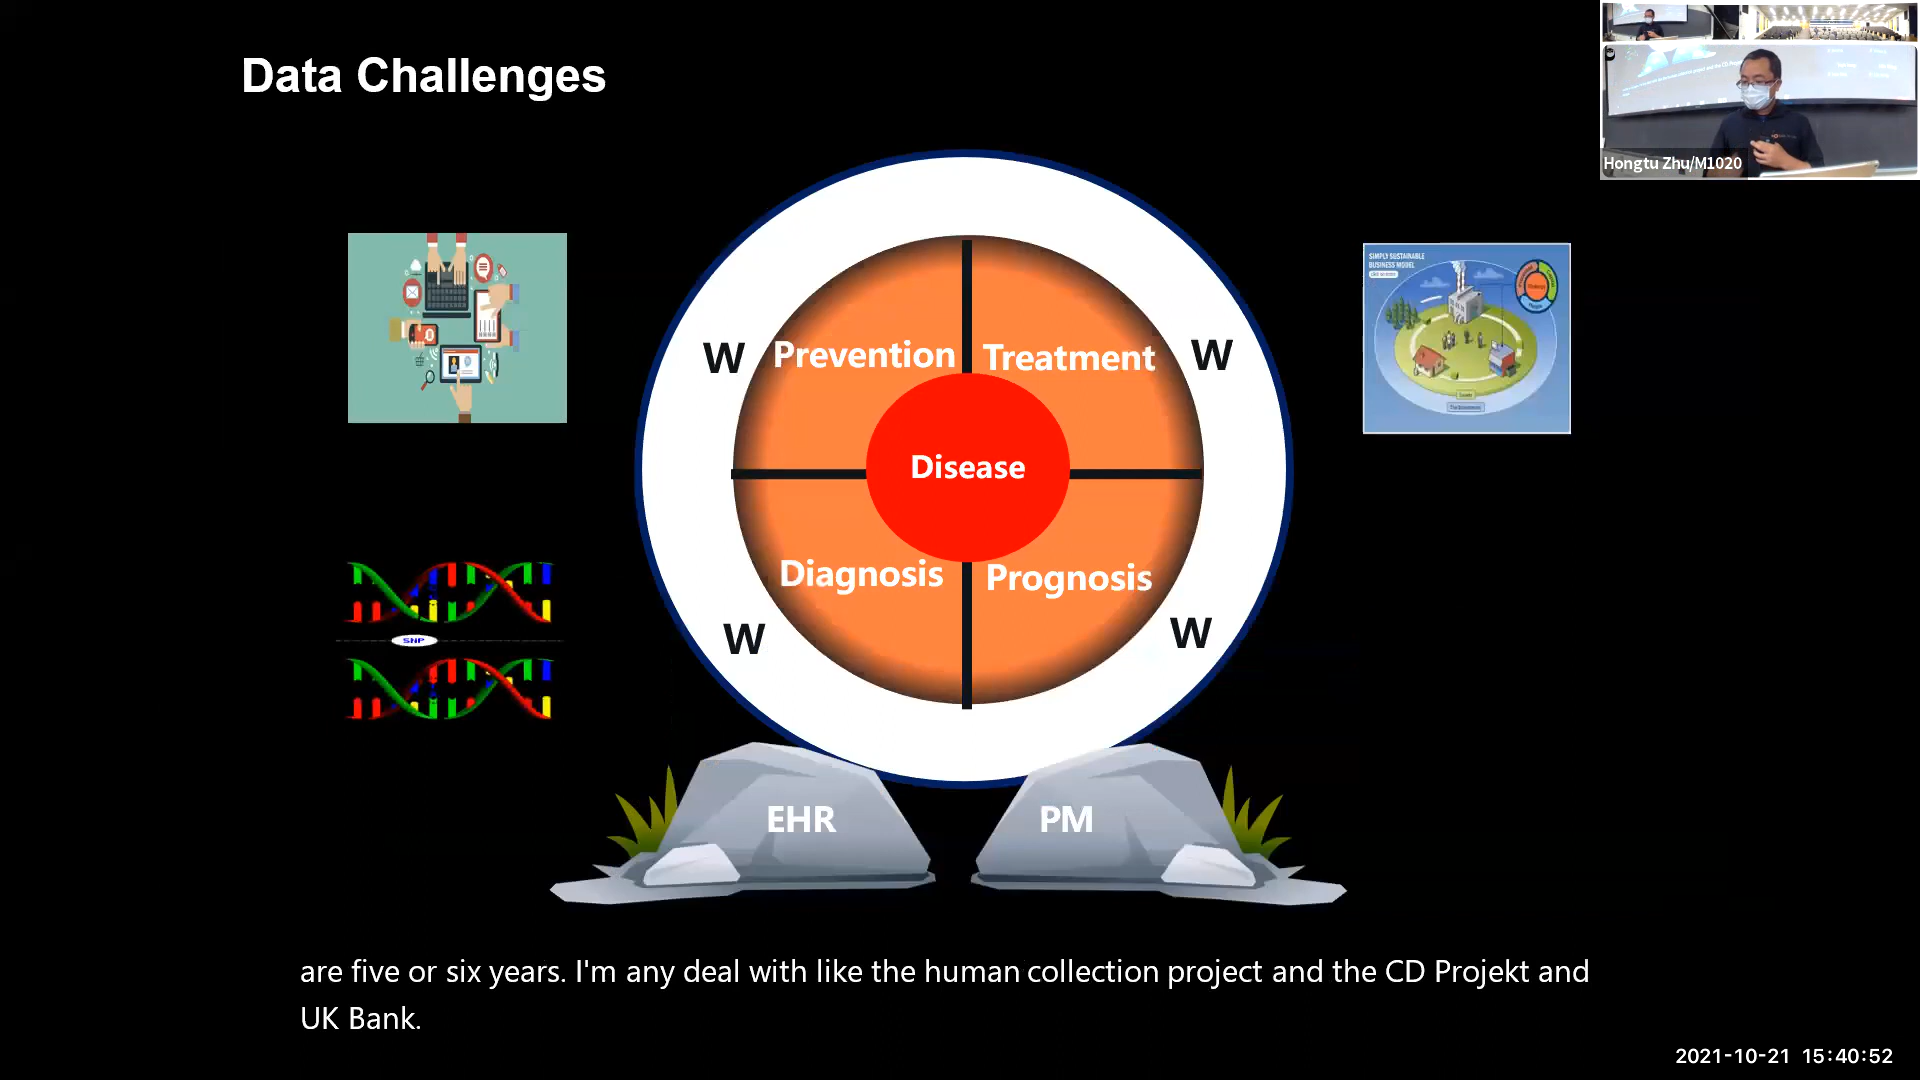 Data Challenges
Hongtu Zhu/M1020
SIMPLY SUSTAINABLE
BUSINESS MODEL
W
Prevention
Treatment
W
Disease
Diagnosis
Prognosis
SNP
W
W
EHR
PM
are five or six years. I'm any deal with like the human collection project and the CD Projekt and
UK Bank.
2021-10-21 15:40:52